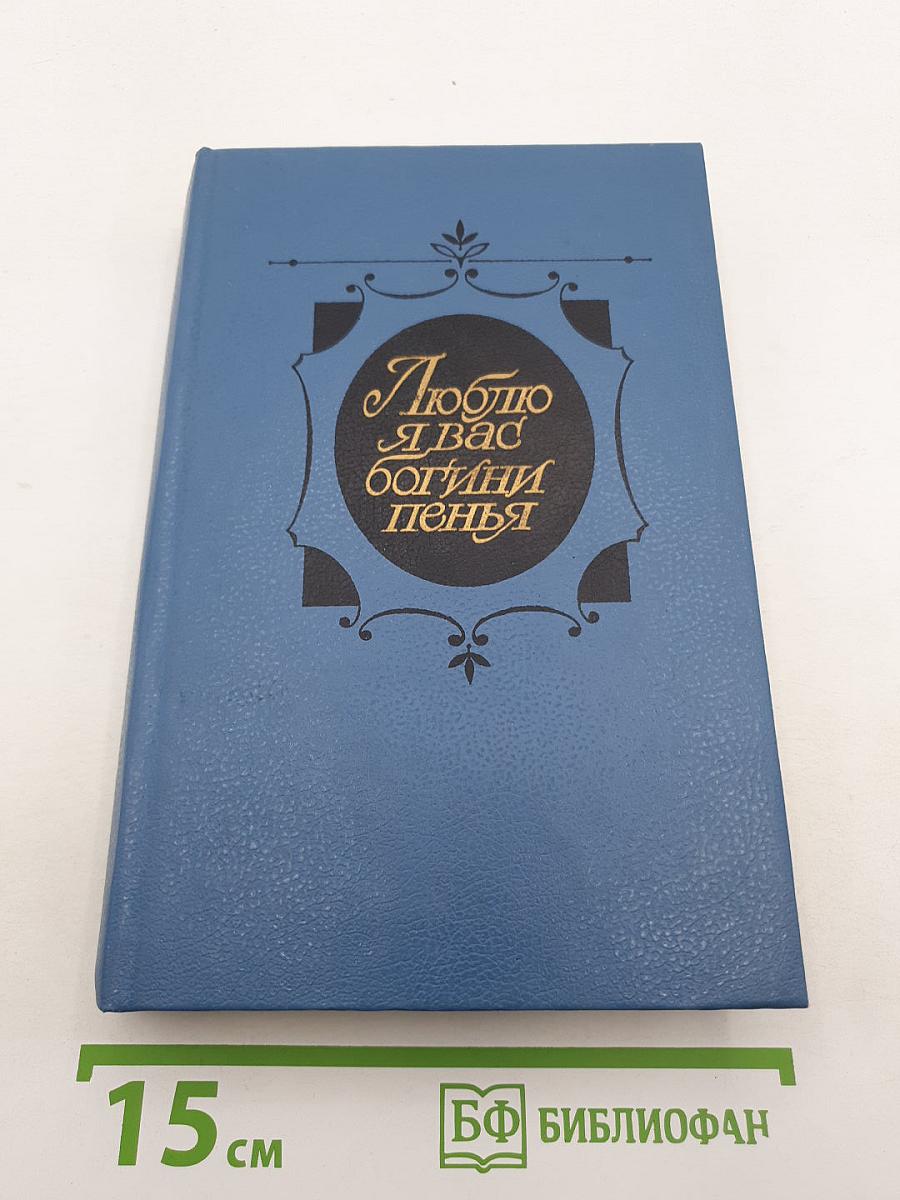 Люблю
я вас
богини
пенья
15 см
БФ БИБЛИОФАН